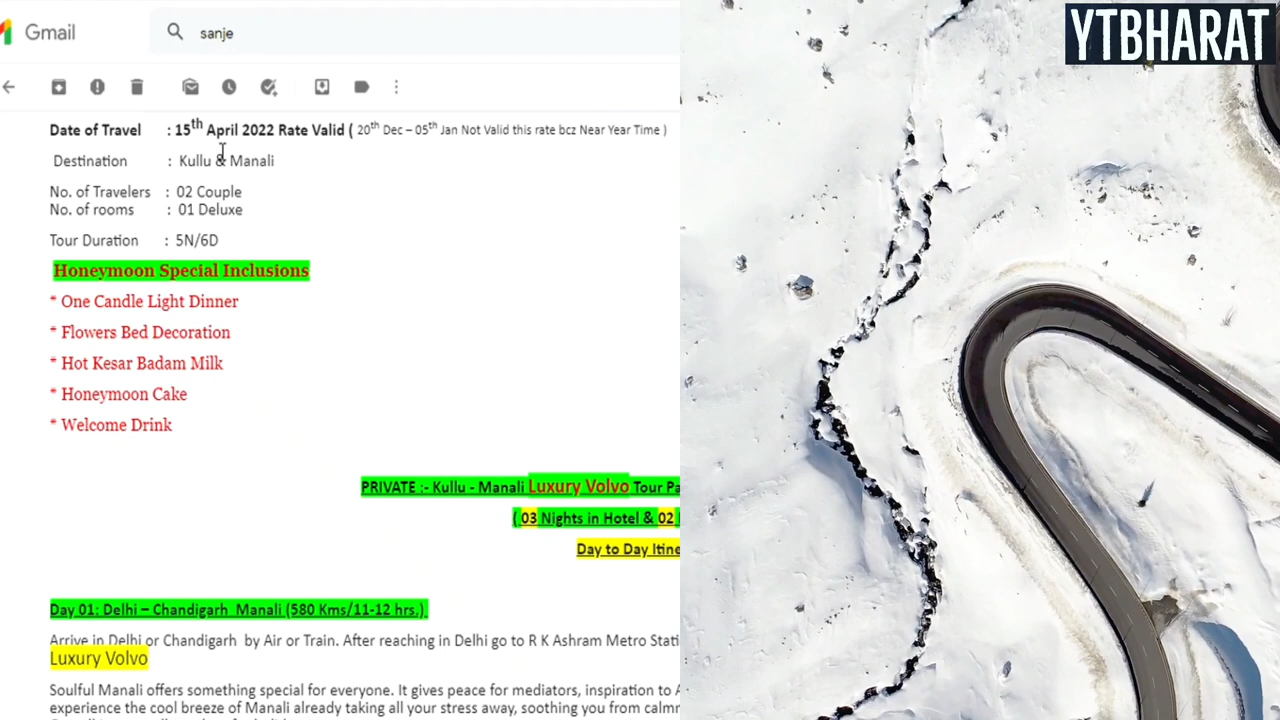 Gmail
sanje
YTBHARAT
Date of Travel : 15th April 2022 Rate Valid ( 20th Dec – 05th Jan Not Valid this rate bcz Near Year Time )
Destination : Kullu & Manali
No. of Travelers : 02 Couple
No. of rooms : 01 Deluxe
Tour Duration : 5N/6D
Honeymoon Special Inclusions
* One Candle Light Dinner
* Flowers Bed Decoration
* Hot Kesar Badam Milk
* Honeymoon Cake
* Welcome Drink
PRIVATE :- Kullu - Manali Luxury Volvo Tour Pa
( 03 Nights in Hotel & 02
Day to Day Itine
Day 01: Delhi – Chandigarh Manali (580 Kms/11-12 hrs.).
Arrive in Delhi or Chandigarh by Air or Train. After reaching in Delhi go to R K Ashram Metro Stati
Luxury Volvo
Soulful Manali offers something special for everyone. It gives peace for mediators, inspiration to A
experience the cool breeze of Manali already taking all your stress away, soothing you from calm